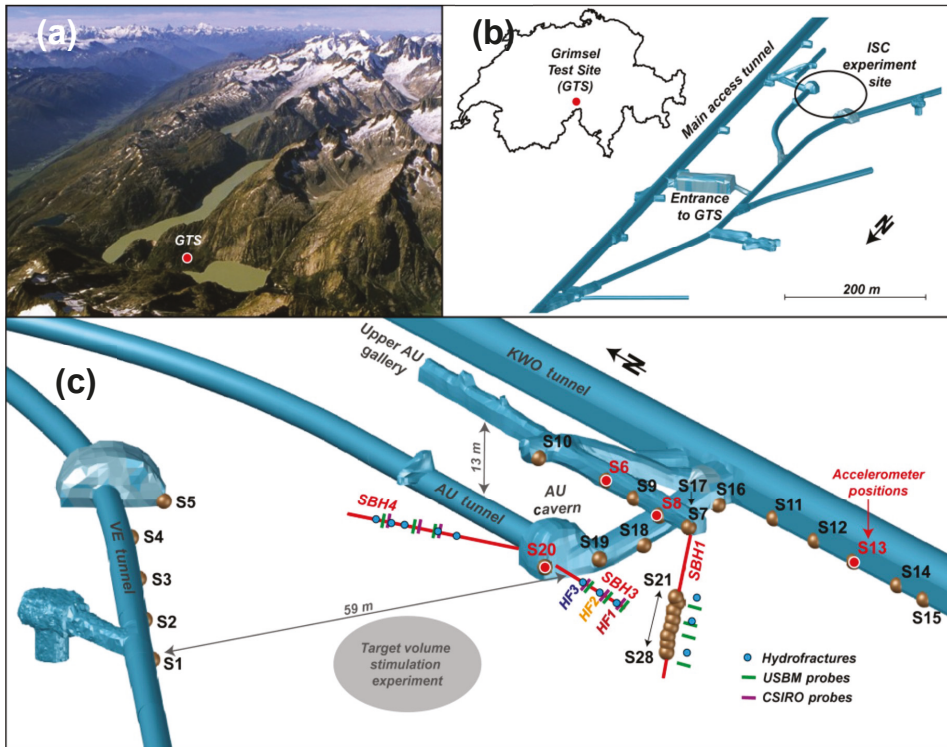 (a)
GTS
(b)
Grimsel
Test Site
(GTS)
Main access tunnel
ISC
experiment
site
Entrance
to GTS
N
200 m
(c)
Upper AU
gallery
KWO tunnel
N
13 m
S10
S6
S9
S17
S8
S7
S16
S11
S12
Accelerometer
positions
S13
S14
S15
S5
S4
S3
S2
S1
VE tunnel
SBH4
AU tunnel
AU
cavern
S20
S19
S18
SBH3
HF3
HF2
HF1
SBH1
S21
S28
59 m
Target volume
stimulation
experiment
Hydrofractures
USBM probes
CSIRO probes